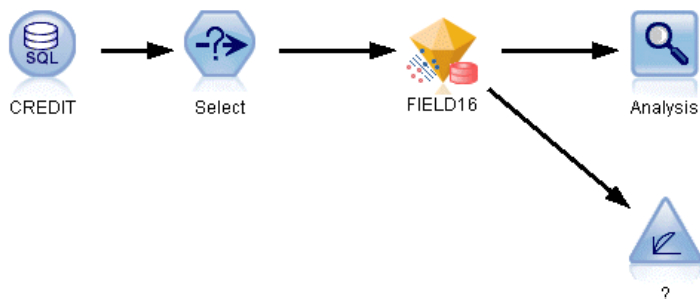 SQL
CREDIT
-?->
Select
FIELD16
Analysis
?